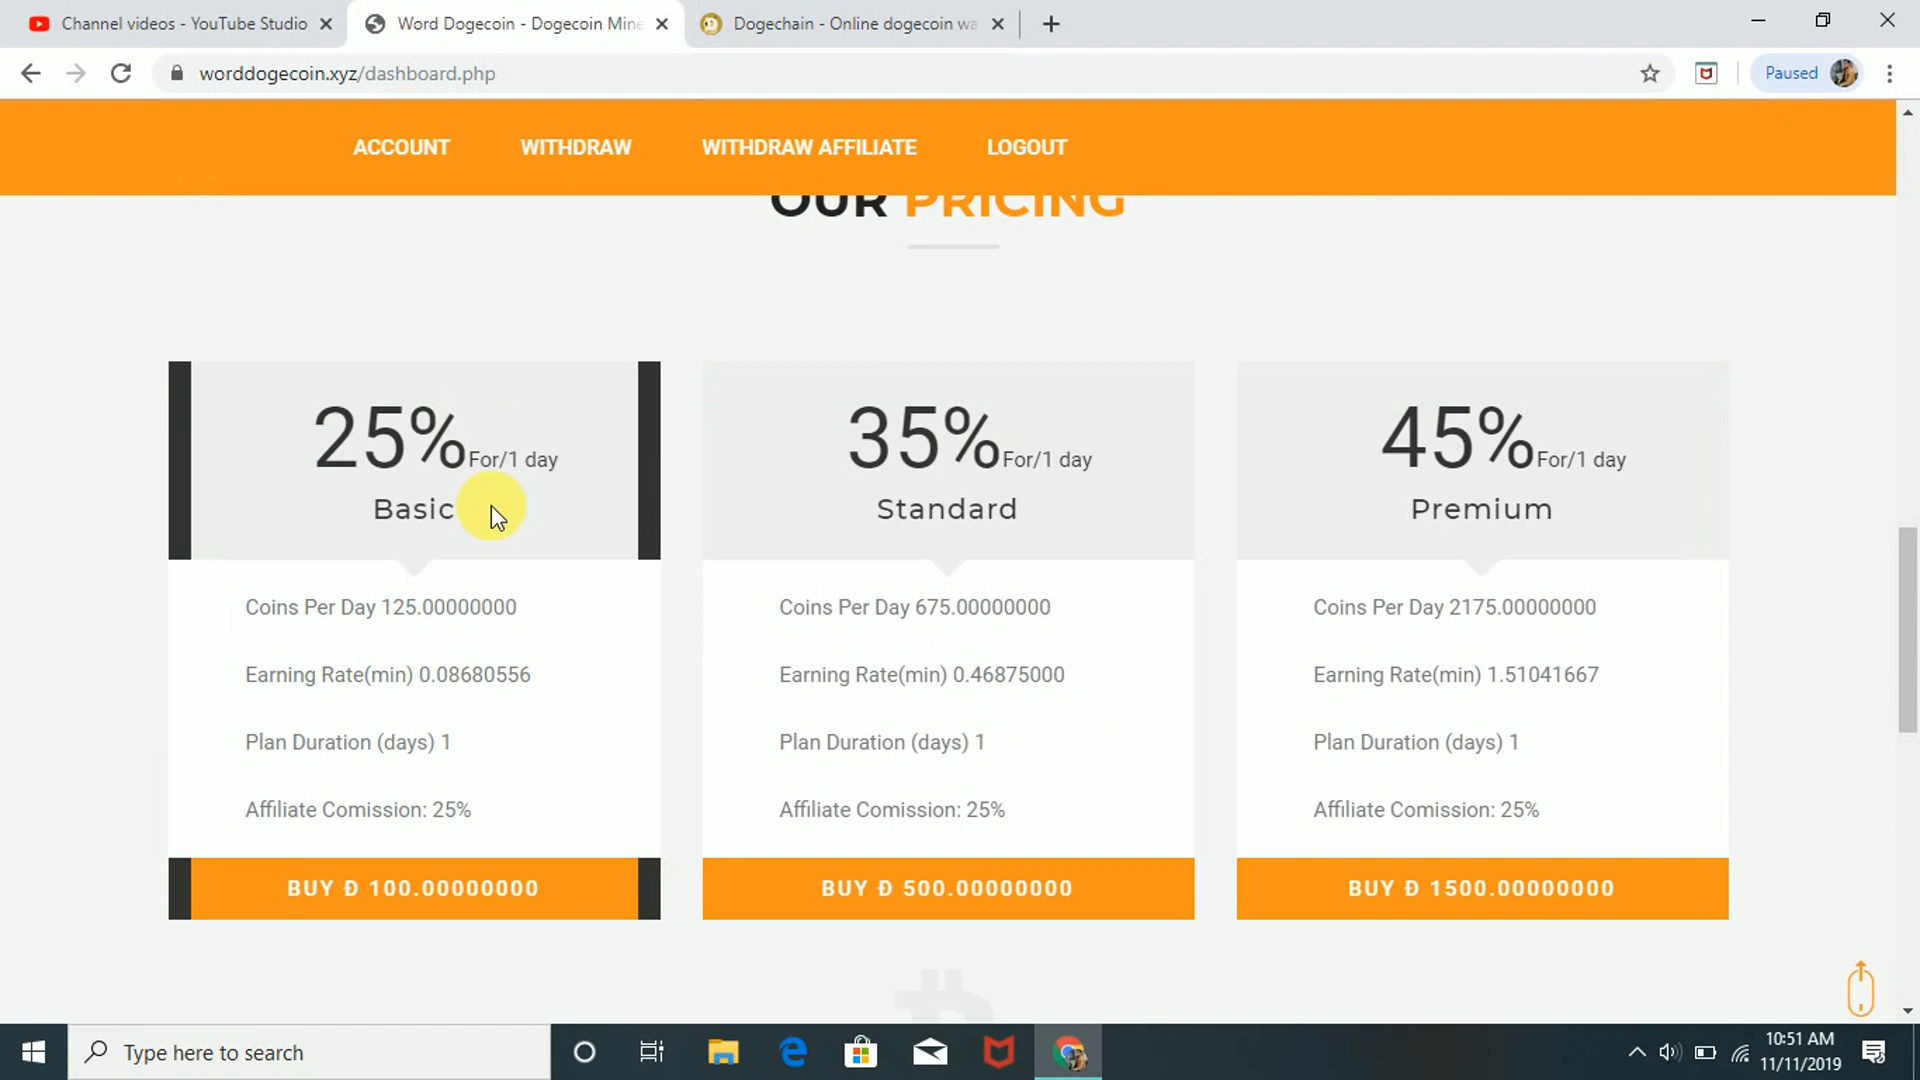 Channel videos - YouTube Studio
Word Dogecoin - Dogecoin Mine
Dogechain - Online dogecoin wa
worddogecoin.xyz/dashboard.php
Paused
ACCOUNT WITHDRAW WITHDRAW AFFILIATE LOGOUT
OUR PRICING
25% For/1 day
Basic
Coins Per Day 125.00000000
Earning Rate(min) 0.08680556
Plan Duration (days) 1
Affiliate Comission: 25%
BUY Đ 100.00000000
35% For/1 day
Standard
Coins Per Day 675.00000000
Earning Rate(min) 0.46875000
Plan Duration (days) 1
Affiliate Comission: 25%
BUY Đ 500.00000000
45% For/1 day
Premium
Coins Per Day 2175.00000000
Earning Rate(min) 1.51041667
Plan Duration (days) 1
Affiliate Comission: 25%
BUY Đ 1500.00000000
Type here to search
10:51 AM
11/11/2019